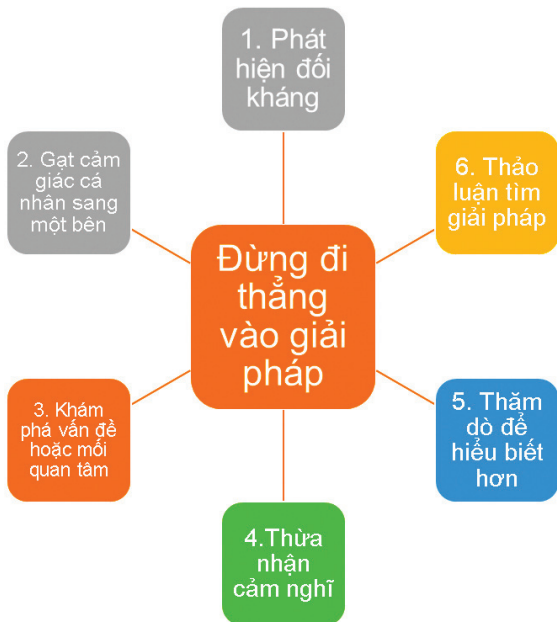 1. Phát
hiện đối
kháng
2. Gạt cảm
giác cá
nhân sang
một bên
3. Khám
phá vấn đề
hoặc mối
quan tâm
4.Thừa
nhận
cảm nghĩ
5. Thăm
dò để
hiểu biết
hơn
6. Thảo
luận tìm
giải pháp
Đừng đi
thẳng
vào giải
pháp